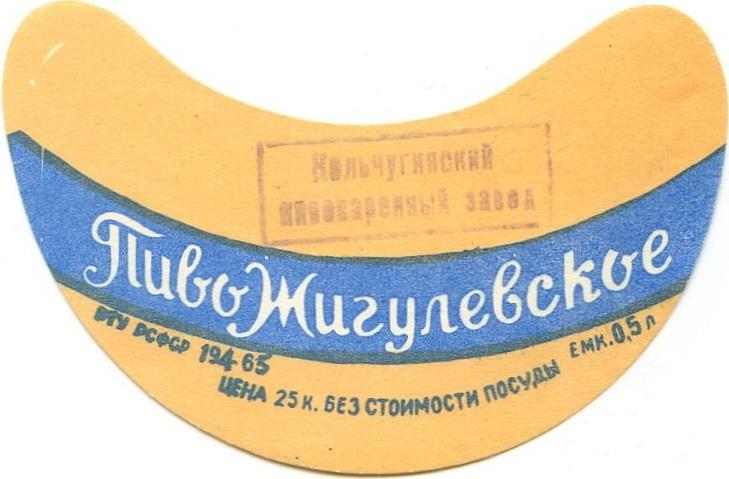 Кольчугинский
пивоваренный завод
Пиво Жигулевское
РТУ РСФСР 194-65
ЕМК. 0,5 л
ЦЕНА 25 К. БЕЗ СТОИМОСТИ ПОСУДЫ